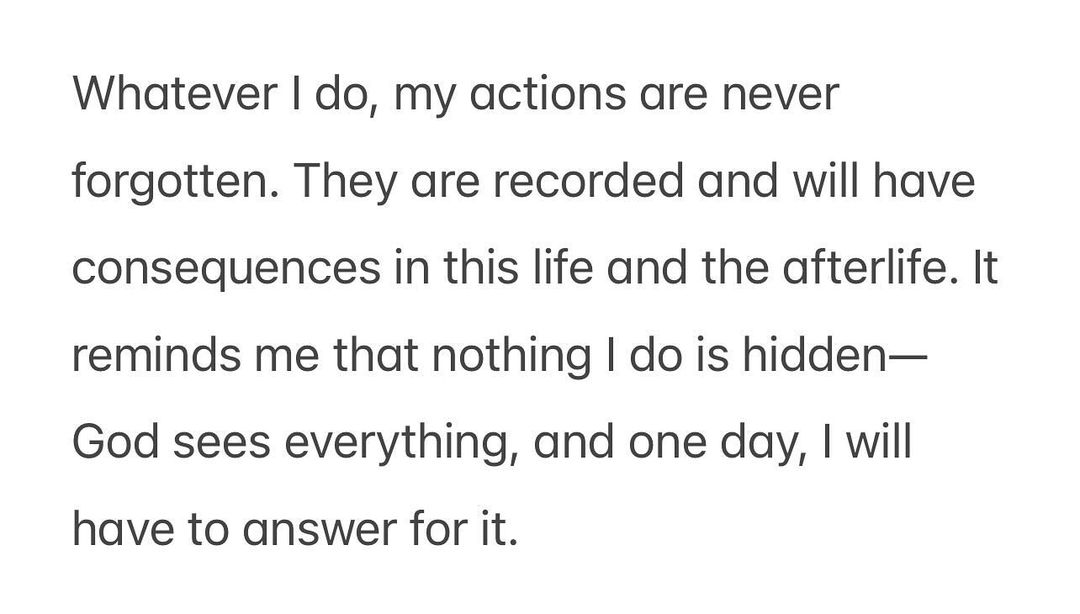 Whatever I do, my actions are never
forgotten. They are recorded and will have
consequences in this life and the afterlife. It
reminds me that nothing I do is hidden—
God sees everything, and one day, I will
have to answer for it.